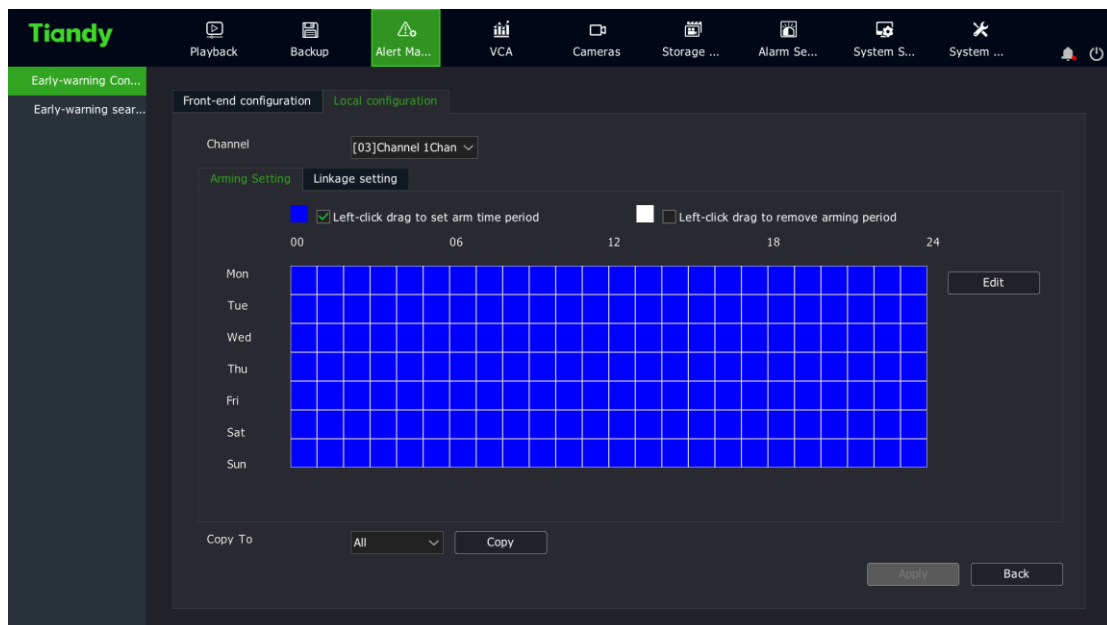 Tiandy
Playback
Backup
Alert Ma...
VCA
Cameras
Storage ...
Alarm Se...
System S...
System ...
Early-warning Con...
Early-warning sear...
Front-end configuration
Local configuration
Channel
[03]Channel 1Chan
Arming Setting
Linkage setting
Left-click drag to set arm time period
Left-click drag to remove arming period
00 06 12 18 24
Mon
Edit
Tue
Wed
Thu
Fri
Sat
Sun
Copy To
All
Copy
Apply
Back